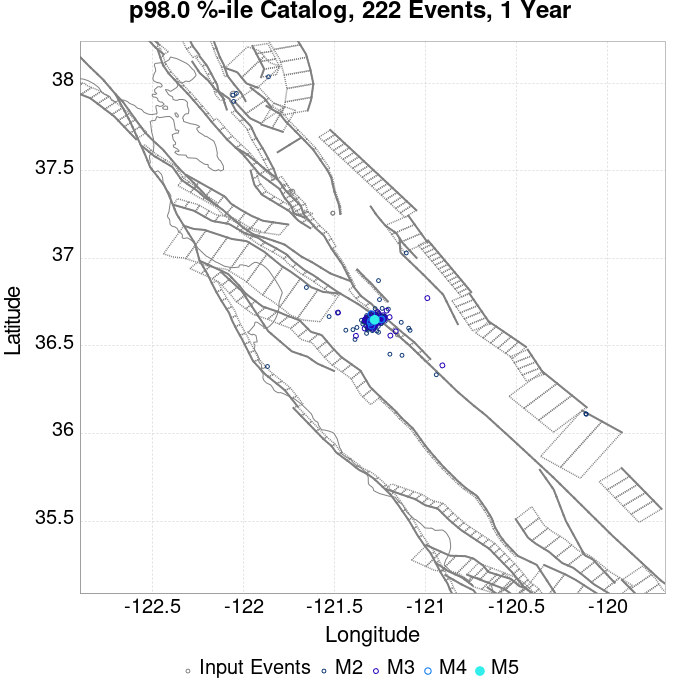 p98.0 %-ile Catalog, 222 Events, 1 Year
38
37.5
37
36.5
36
35.5
Latitude
-122.5 -122 -121.5 -121 -120.5 -120
Longitude
Input Events M2 M3 M4 M5